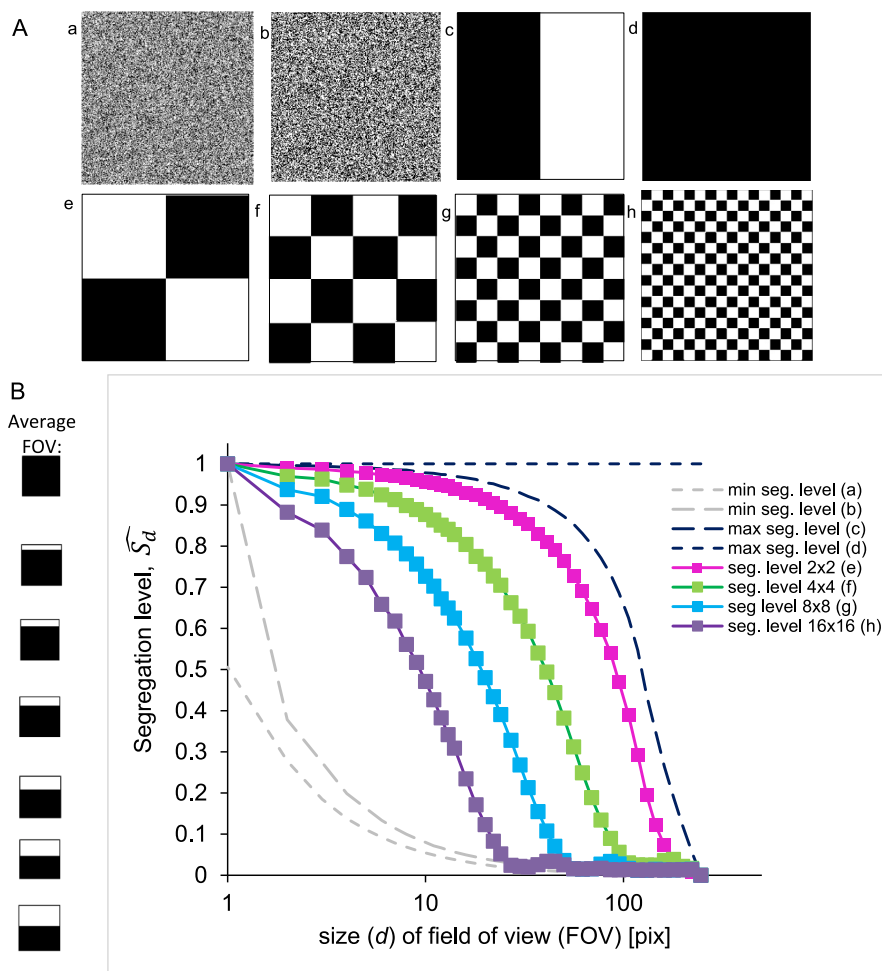 A
a
b
c
d
e
f
g
h
B
Average
FOV:
Segregation level, $\widehat{S_d}$
1
0.9
0.8
0.7
0.6
0.5
0.4
0.3
0.2
0.1
0
1
10
100
size (d) of field of view (FOV) [pix]
min seg. level (a)
min seg. level (b)
max seg. level (c)
max seg. level (d)
seg. level 2x2 (e)
seg. level 4x4 (f)
seg level 8x8 (g)
seg. level 16x16 (h)